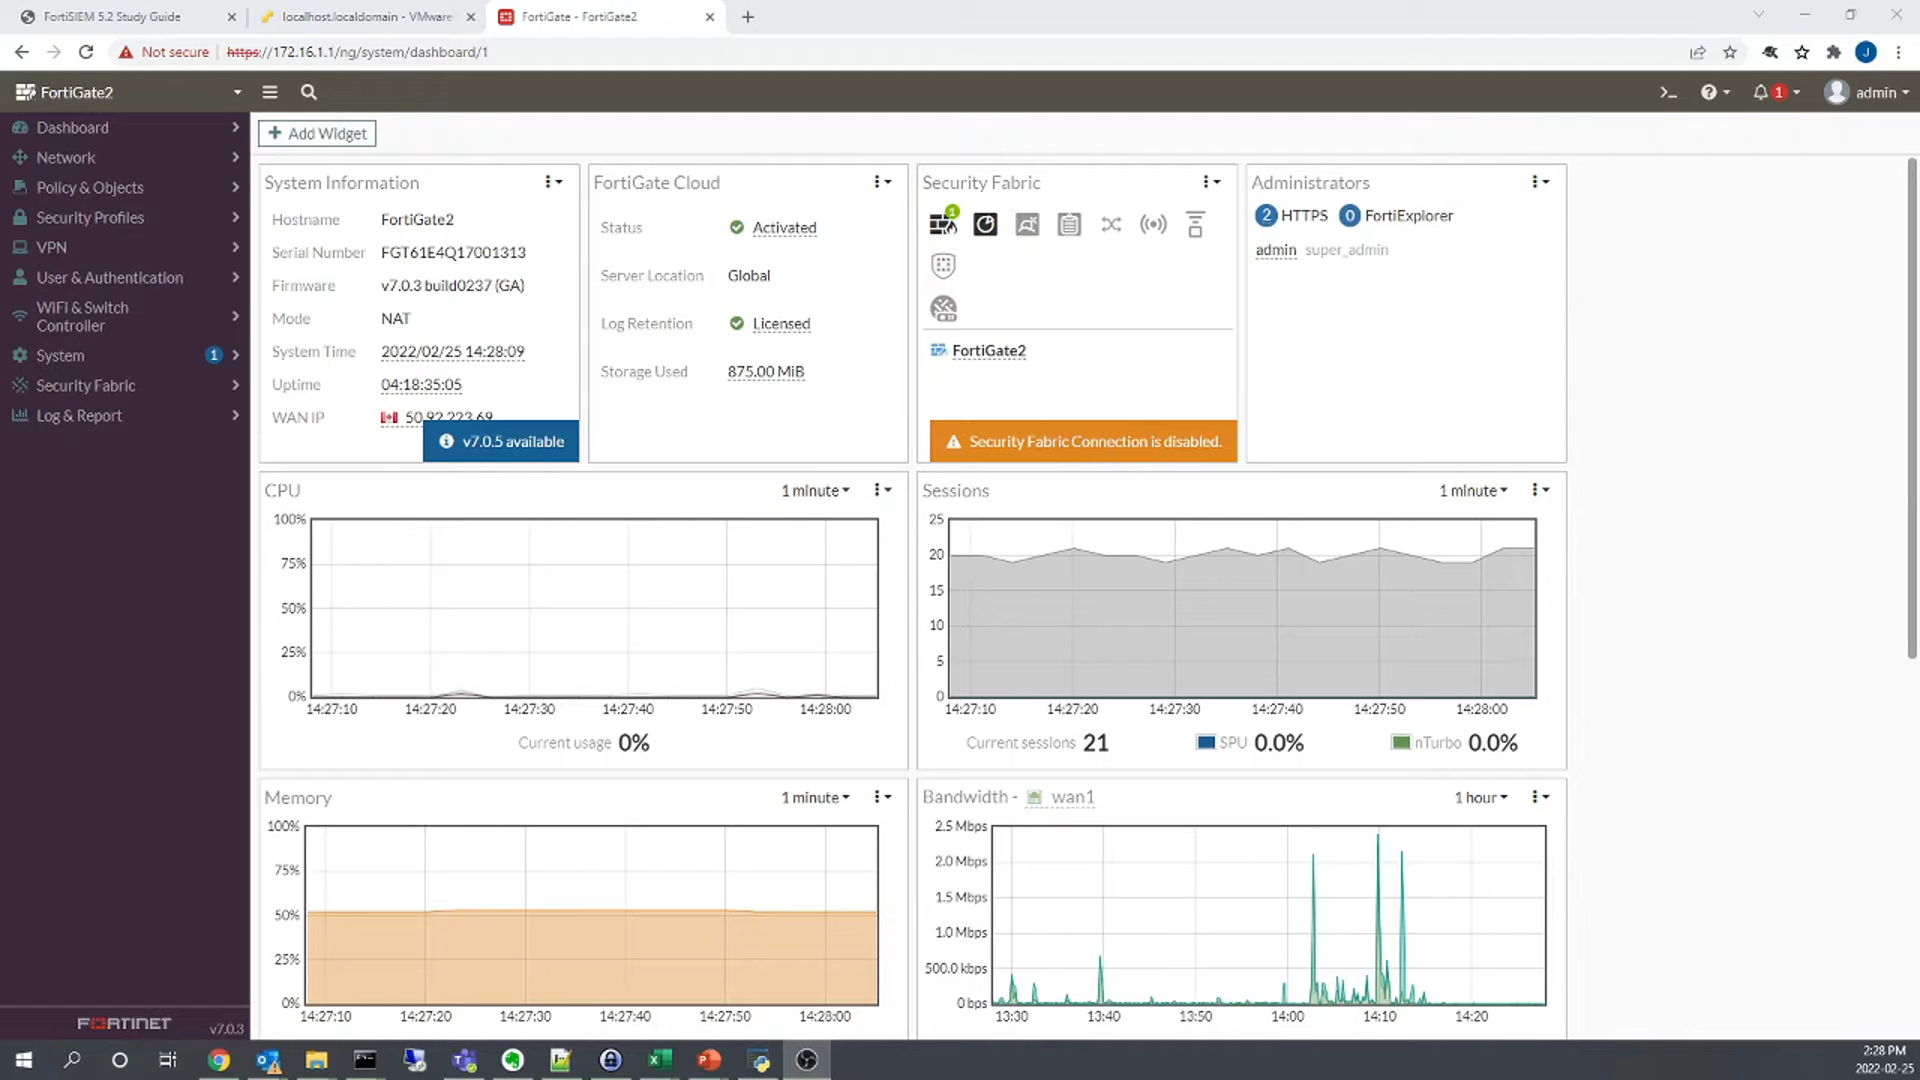 FortiSIEM 5.2 Study Guide
localhost.localdomain - VMware
FortiGate - FortiGate2
Not secure
https://172.16.1.1/ng/system/dashboard/1
J
FortiGate2
>_
1
admin
Dashboard
Network
Policy & Objects
Security Profiles
VPN
User & Authentication
WiFi & Switch
Controller
System
1
Security Fabric
Log & Report
FORTINET
v7.0.3
+ Add Widget
System Information
Hostname FortiGate2
Serial Number FGT61E4Q17001313
Firmware v7.0.3 build0237 (GA)
Mode NAT
System Time 2022/02/25 14:28:09
Uptime 04:18:35:05
WAN IP 50.92.223.69
v7.0.5 available
FortiGate Cloud
Status Activated
Server Location Global
Log Retention Licensed
Storage Used 875.00 MiB
Security Fabric
1
FortiGate2
Security Fabric Connection is disabled.
Administrators
2 HTTPS 0 FortiExplorer
admin super_admin
CPU 1 minute
100%
75%
50%
25%
0%
14:27:10 14:27:20 14:27:30 14:27:40 14:27:50 14:28:00
Current usage 0%
Sessions 1 minute
25
20
15
10
5
0
14:27:10 14:27:20 14:27:30 14:27:40 14:27:50 14:28:00
Current sessions 21 SPU 0.0% nTurbo 0.0%
Memory 1 minute
100%
75%
50%
25%
0%
14:27:10 14:27:20 14:27:30 14:27:40 14:27:50 14:28:00
Bandwidth - wan1 1 hour
2.5 Mbps
2.0 Mbps
1.5 Mbps
1.0 Mbps
500.0 kbps
0 bps
13:30 13:40 13:50 14:00 14:10 14:20
2:28 PM
2022-02-25